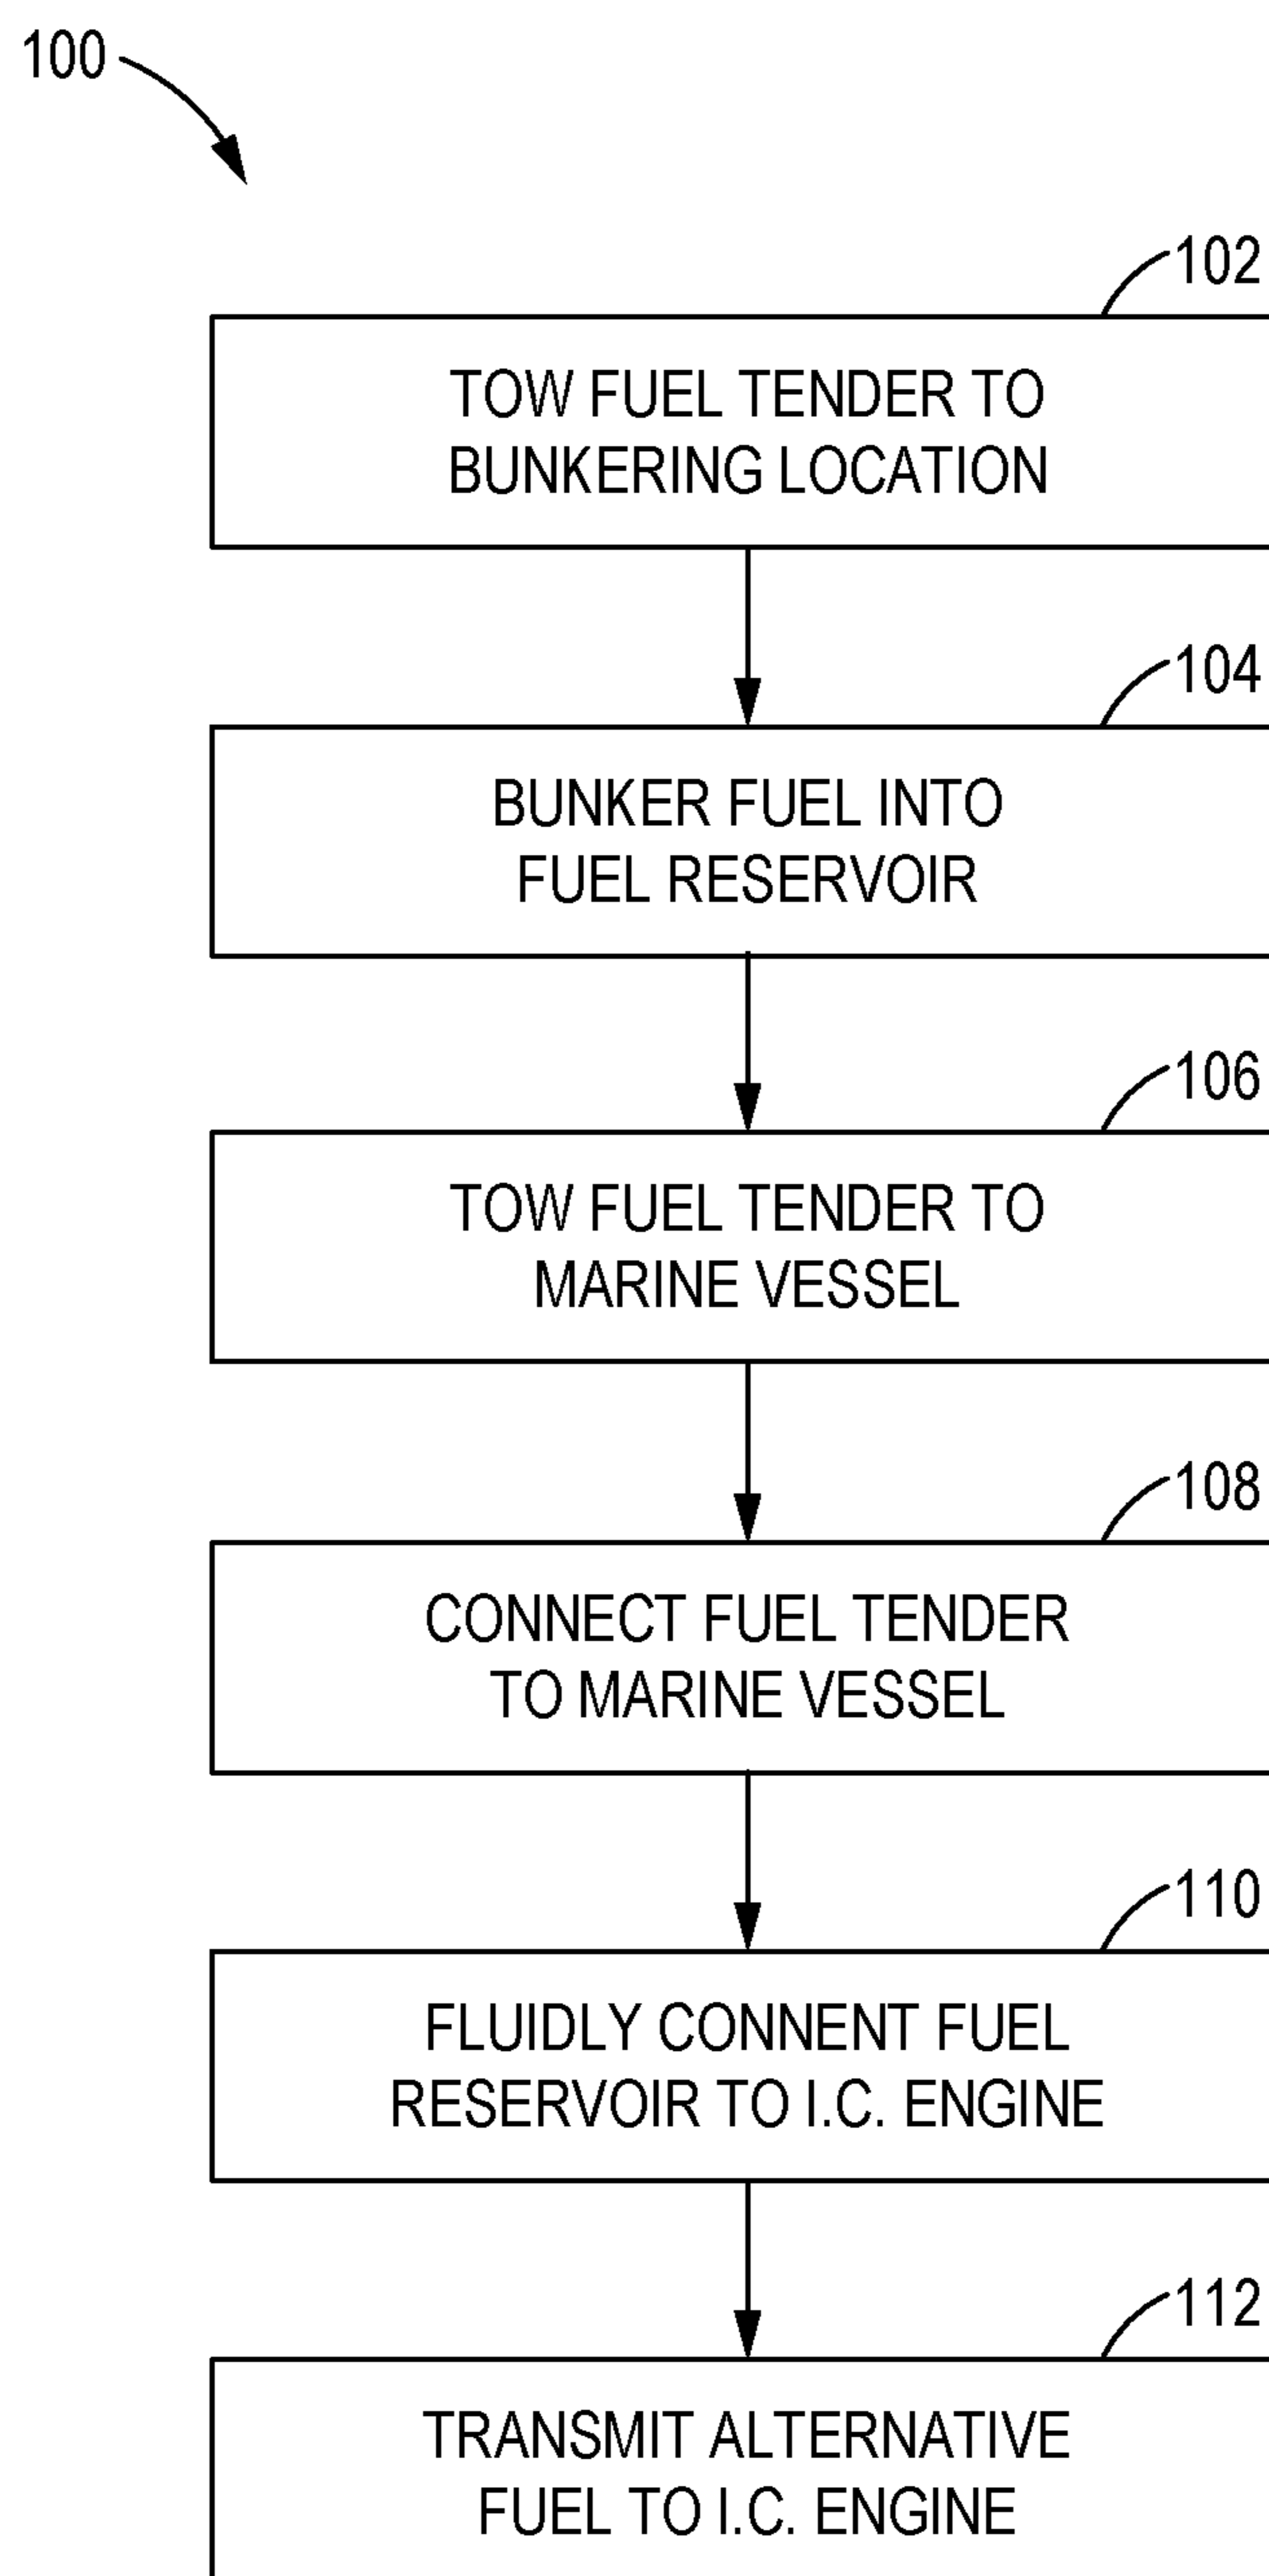 100
102
TOW FUEL TENDER TO
BUNKERING LOCATION
104
BUNKER FUEL INTO
FUEL RESERVOIR
106
TOW FUEL TENDER TO
MARINE VESSEL
108
CONNECT FUEL TENDER
TO MARINE VESSEL
110
FLUIDLY CONNENT FUEL
RESERVOIR TO I.C. ENGINE
112
TRANSMIT ALTERNATIVE
FUEL TO I.C. ENGINE